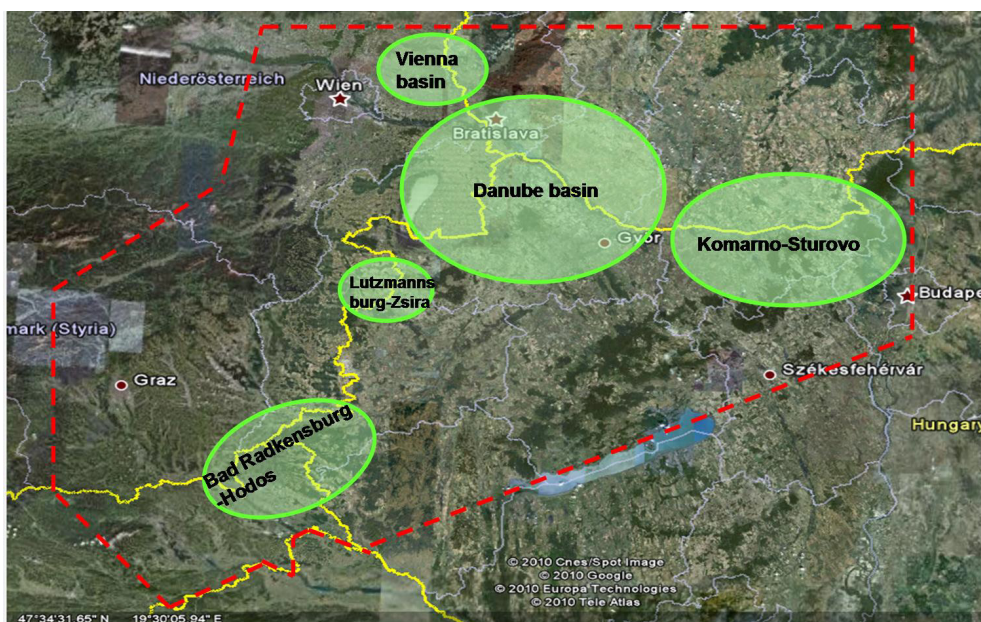 Vienna
basin
Niederösterreich
Wien
Bratislava
Danube basin
Győr
Komarno-Sturovo
Lutzmanns
burg-Zsira
Budape
mark (Styria)
Graz
Székesfehérvár
Hungary
Bad Radkensburg
-Hodos
© 2010 Cnes/Spot Image
© 2010 Google
© 2010 Europa Technologies
© 2010 Tele Atlas
47°34'31.65" N 19°30'05.94" E